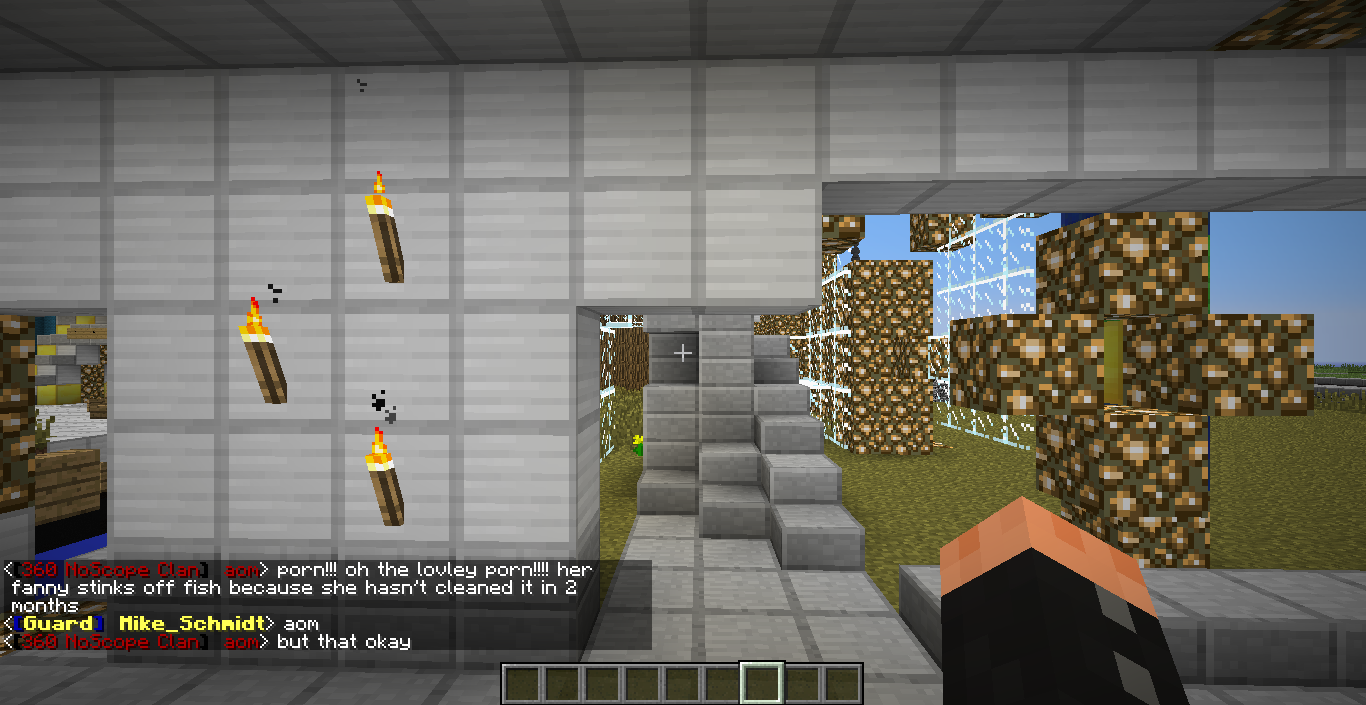 <[360 NoScope Clan] aom> porn!!! oh the lovley porn!!!! her
fanny stinks off fish because she hasn't cleaned it in 2
months
<[Guard] Mike_Schmidt> aom
<[360 NoScope Clan] aom> but that okay